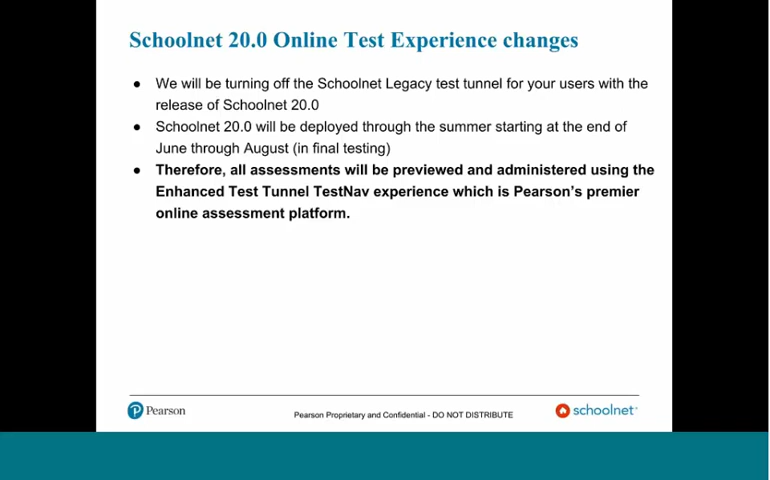 Schoolnet 20.0 Online Test Experience changes
● We will be turning off the Schoolnet Legacy test tunnel for your users with the
release of Schoolnet 20.0
● Schoolnet 20.0 will be deployed through the summer starting at the end of
June through August (in final testing)
● Therefore, all assessments will be previewed and administered using the
Enhanced Test Tunnel TestNav experience which is Pearson's premier
online assessment platform.
Pearson
Pearson Proprietary and Confidential - DO NOT DISTRIBUTE
schoolnet